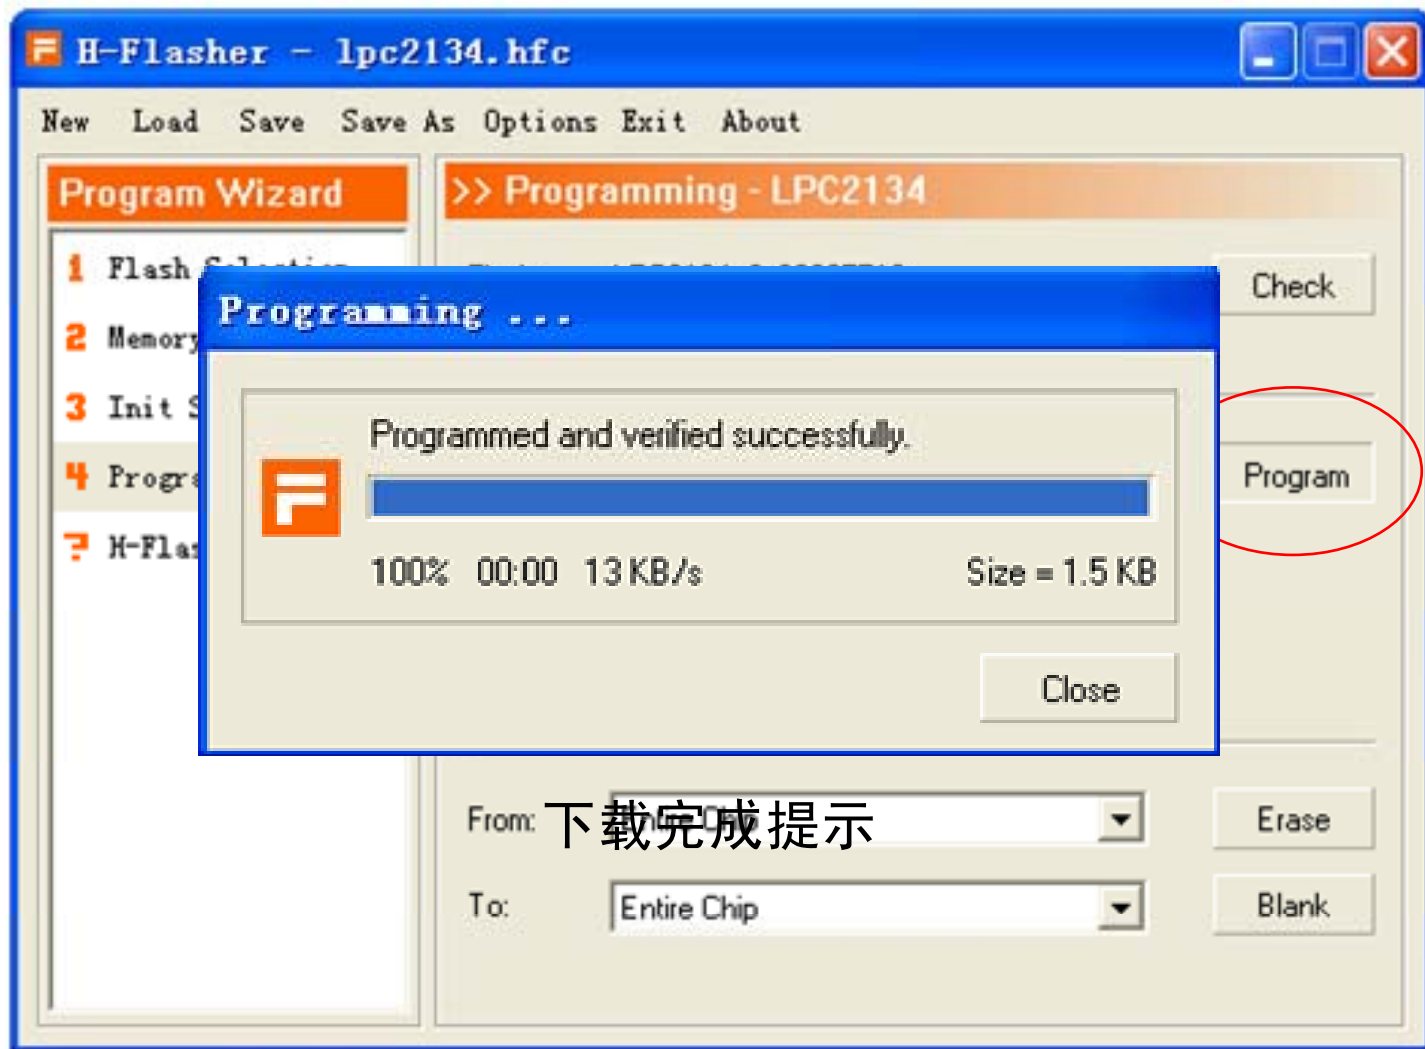 H-Flasher - lpc2134.hfc
New Load Save Save As Options Exit About
Program Wizard
>> Programming - LPC2134
1 Flash
Check
2 Memory
3 Init
4
Program
? 
Programming ...
Programmed and verified successfully.
100% 00:00 13 KB/s Size = 1.5 KB
Close
From: Entire Chip
下载完成提示
Erase
To: Entire Chip
Blank